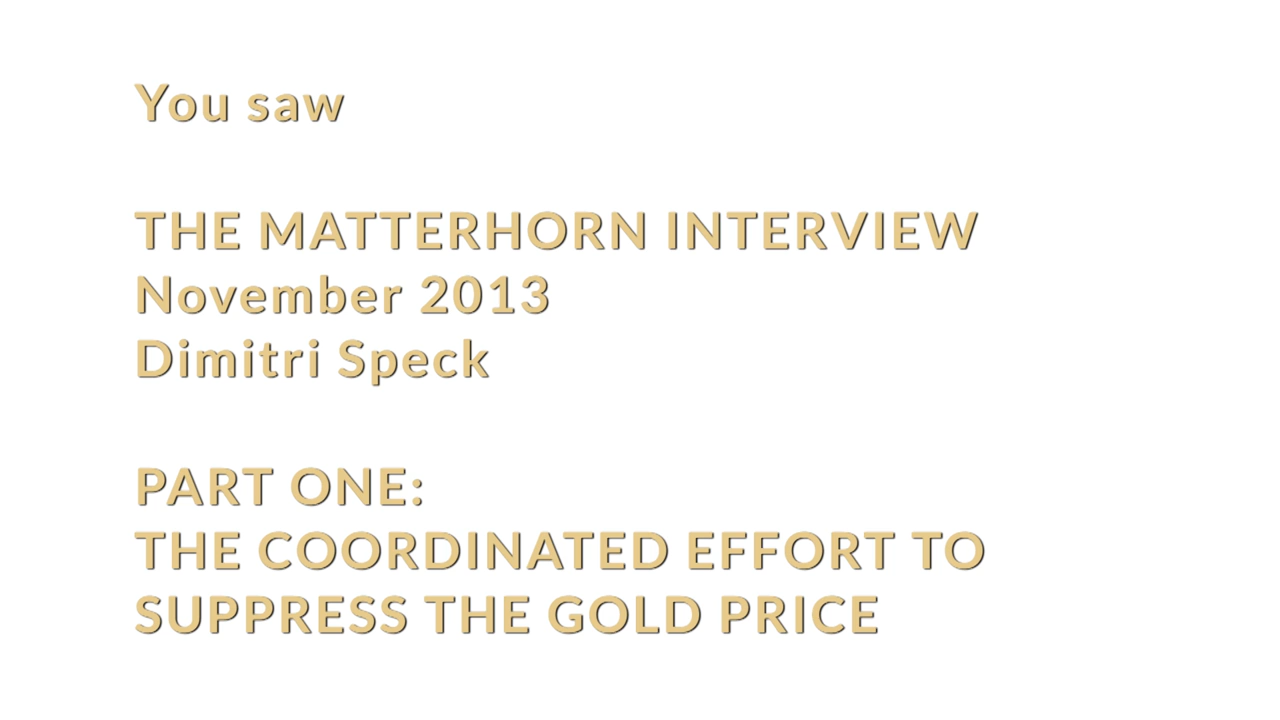 You saw
THE MATTERHORN INTERVIEW
November 2013
Dimitri Speck
PART ONE:
THE COORDINATED EFFORT TO
SUPPRESS THE GOLD PRICE